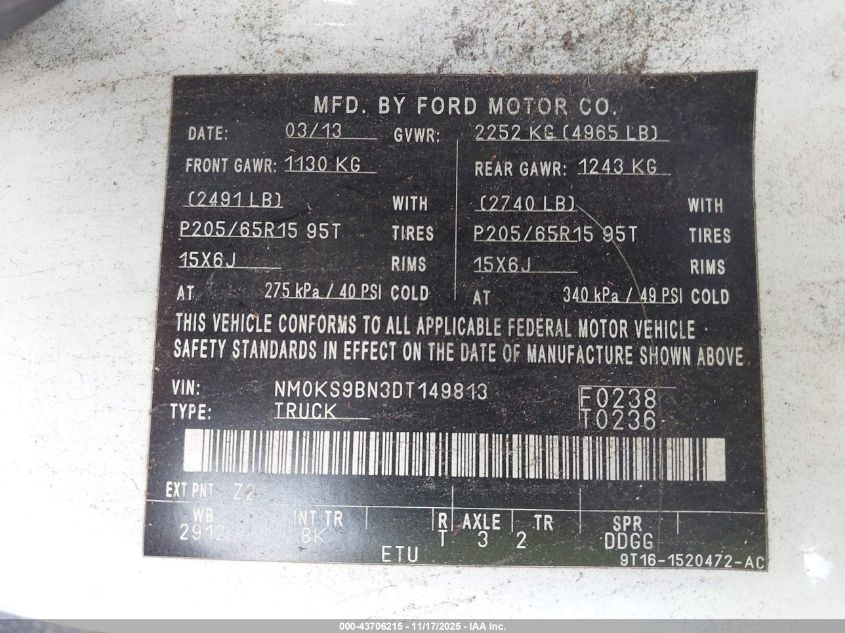 MFD. BY FORD MOTOR CO.
DATE: 03/13 GVWR: 2252 KG (4965 LB)
FRONT GAWR: 1130 KG REAR GAWR: 1243 KG
(2491 LB) WITH (2740 LB) WITH
P205/65R15 95T TIRES P205/65R15 95T TIRES
15X6J RIMS 15X6J RIMS
AT 275 kPa / 40 PSI COLD AT 340 kPa / 49 PSI COLD
THIS VEHICLE CONFORMS TO ALL APPLICABLE FEDERAL MOTOR VEHICLE
SAFETY STANDARDS IN EFFECT ON THE DATE OF MANUFACTURE SHOWN ABOVE.
VIN: NM0KS9BN3DT149813 F0238
TYPE: TRUCK T0236
EXT PNT Z2
WB INT TR R AXLE TR SPR
2912 8K T 3 2 DDGG
ETU 9T16-1520472-AC
000-43706215 - 11/17/2025 - IAA Inc.